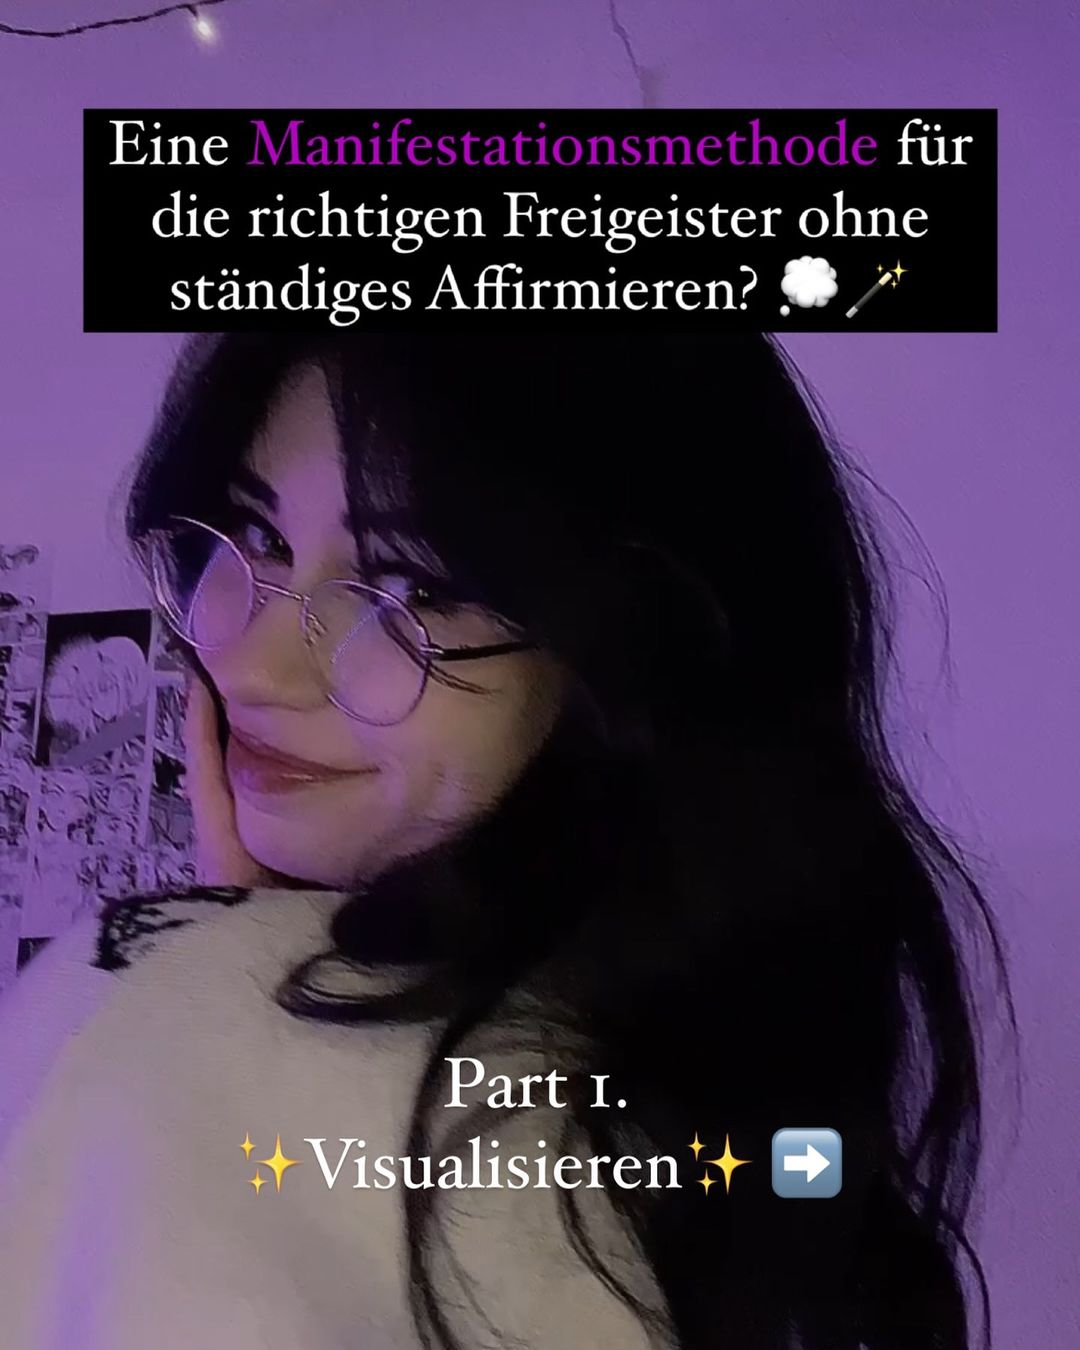 Eine Manifestationsmethode für
die richtigen Freigeister ohne
ständiges Affirmieren? 💭🪄
Part 1.
✨Visualisieren✨ ➡️